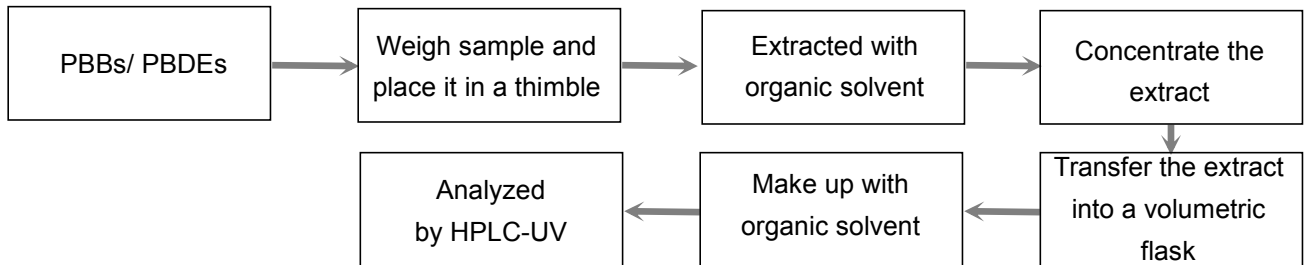 PBBs/ PBDEs
Weigh sample and
place it in a thimble
Extracted with
organic solvent
Concentrate the
extract
Transfer the extract
into a volumetric
flask
Make up with
organic solvent
Analyzed
by HPLC-UV